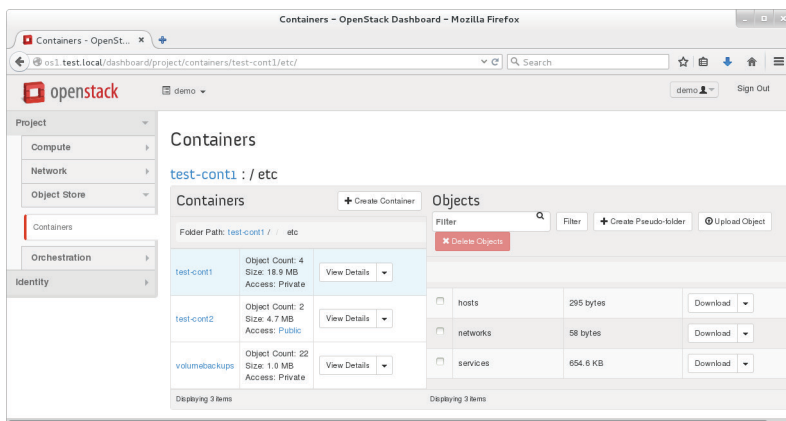 Containers - OpenStack Dashboard - Mozilla Firefox
Containers - OpenSt... × +
os1.test.local/dashboard/project/containers/test-cont1/etc/
Search
openstack
demo
demo
Sign Out
Project
Compute
Network
Object Store
Containers
Orchestration
Identity
Containers
test-cont1 : / etc
Containers
+ Create Container
Folder Path: test-cont1 / / etc
test-cont1
Object Count: 4
Size: 18.9 MB
Access: Private
View Details
test-cont2
Object Count: 2
Size: 4.7 MB
Access: Public
View Details
volumebackups
Object Count: 22
Size: 1.0 MB
Access: Private
View Details
Displaying 3 items
Objects
Filter
Filter
+ Create Pseudo-folder
Upload Object
Delete Objects
hosts 295 bytes Download
networks 58 bytes Download
services 654.6 KB Download
Displaying 3 items